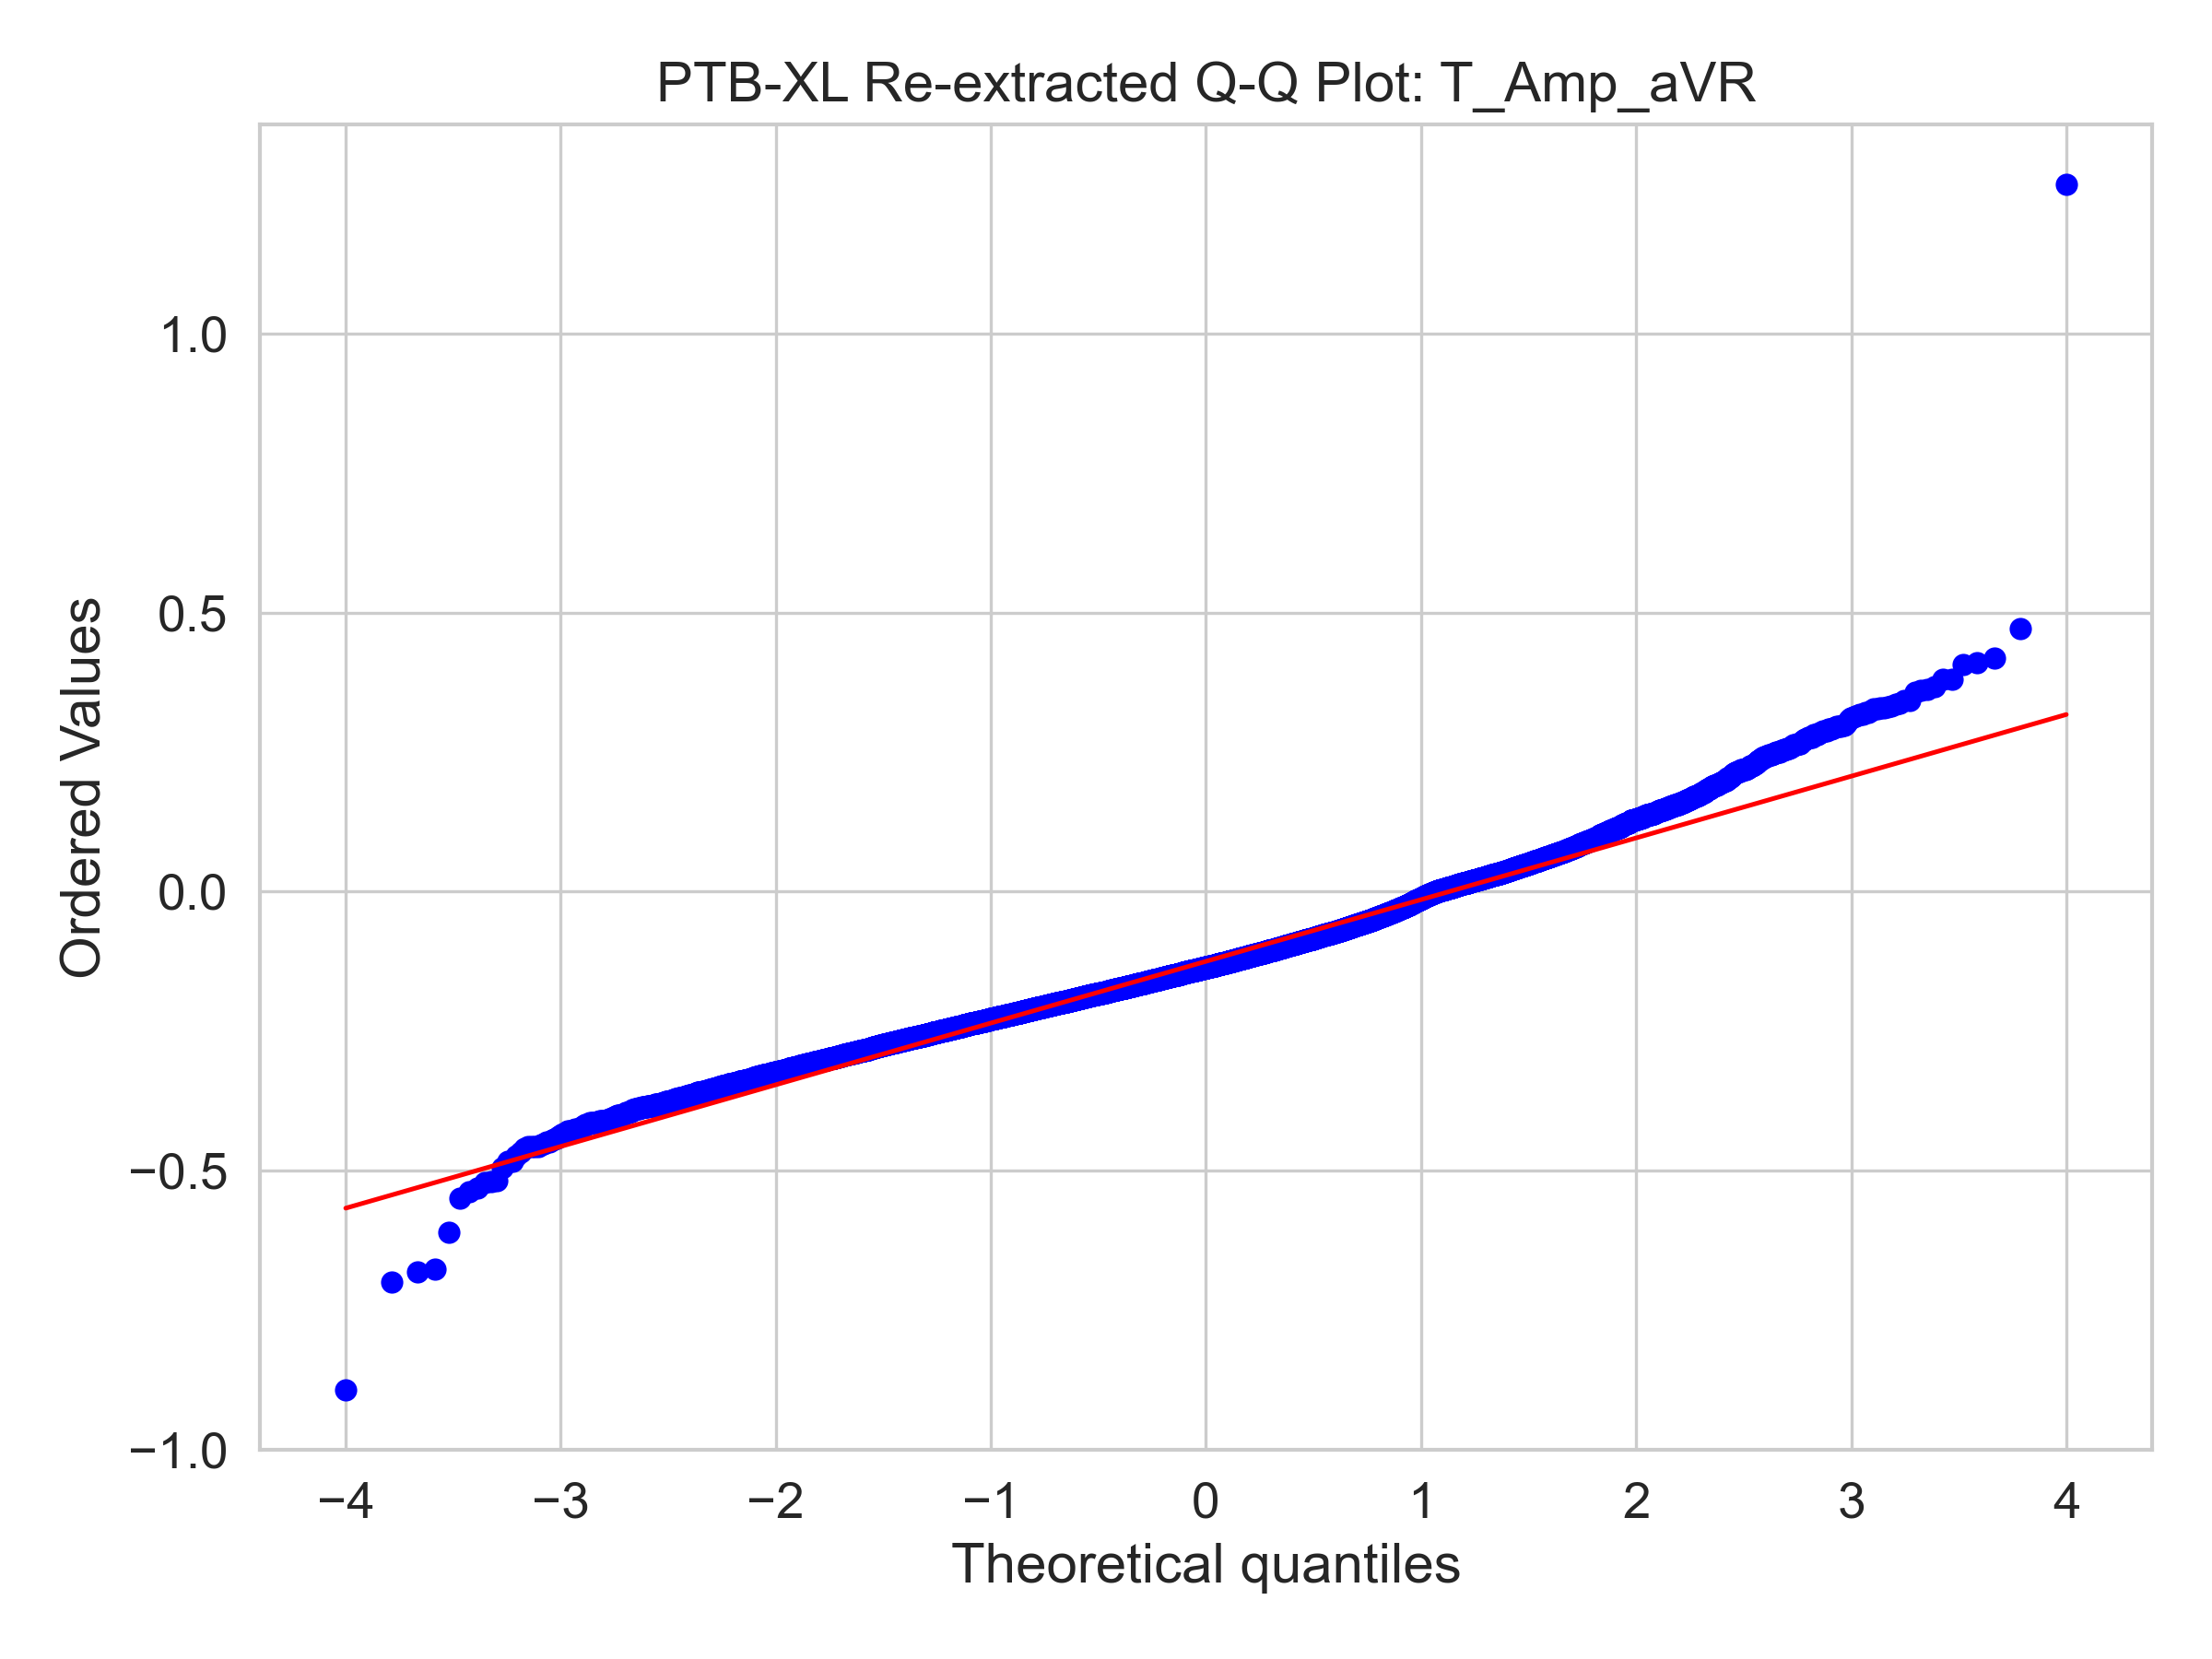 PTB-XL Re-extracted Q-Q Plot: T_Amp_aVR
Ordered Values
1.0
0.5
0.0
−0.5
−1.0
−4 −3 −2 −1 0 1 2 3 4
Theoretical quantiles